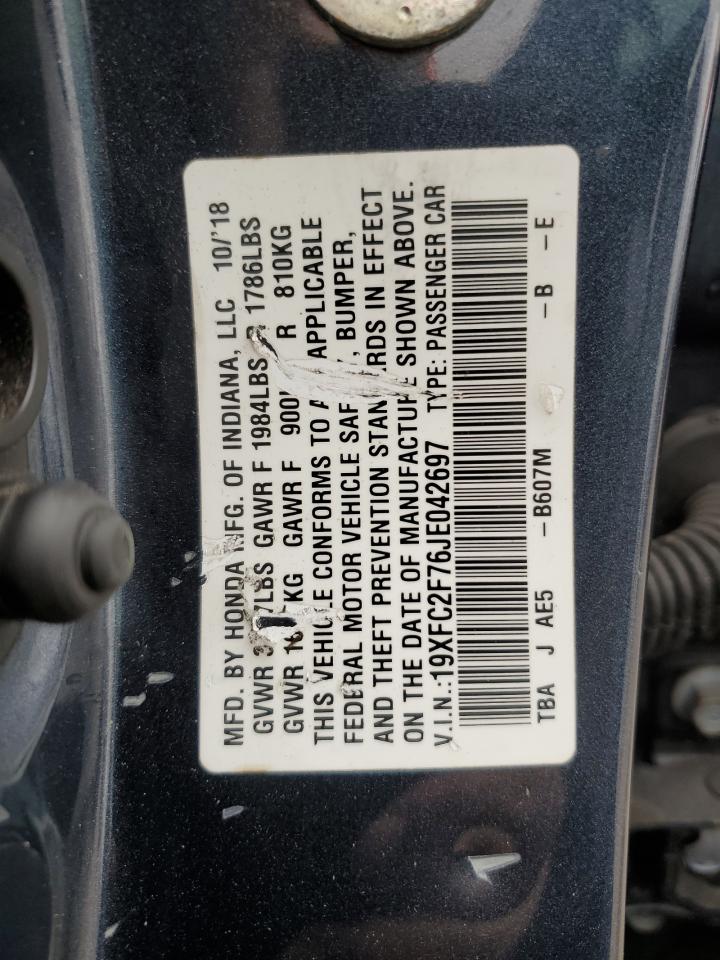 MFD. BY HONDA MFG. OF INDIANA, LLC 10/'18
GVWR LBS GAWR F 1984LBS 1786LBS
GVWR KG GAWR F R 810KG
THIS VEHICLE CONFORMS TO APPLICABLE
FEDERAL MOTOR VEHICLE BUMPER,
AND THEFT PREVENTION STANDARDS IN EFFECT
ON THE DATE OF MANUFACTURE SHOWN ABOVE.
V.I.N.:19XFC2F76JE042697 TYPE: PASSENGER CAR
TBA J AE5 – B607M – B – E